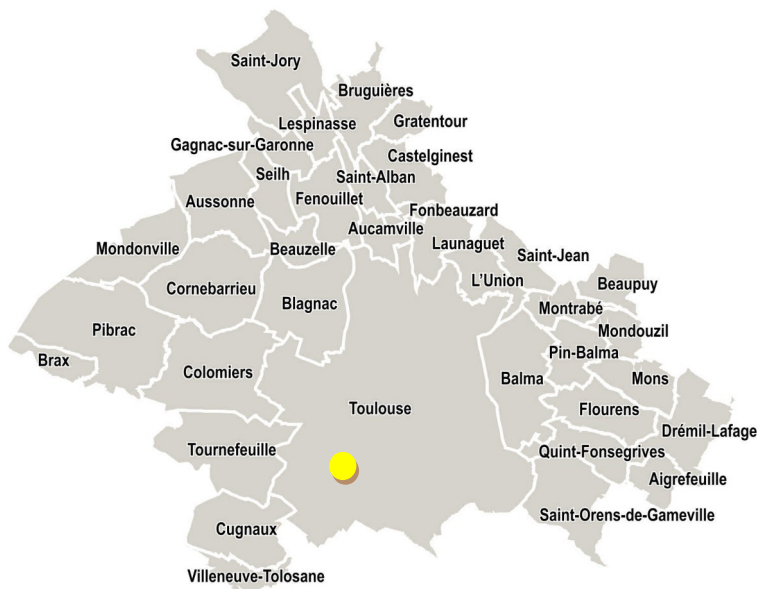 Saint-Jory
Bruguières
Lespinasse
Gratentour
Gagnac-sur-Garonne
Castelginest
Seilh
Saint-Alban
Aussonne
Fenouillet
Fonbeauzard
Aucamville
Mondonville
Beauzelle
Launaguet
Saint-Jean
L'Union
Beaupuy
Cornebarrieu
Blagnac
Montrabé
Pibrac
Mondouzil
Brax
Pin-Balma
Colomiers
Balma
Mons
Toulouse
Flourens
Drémil-Lafage
Tournefeuille
Quint-Fonsegrives
Aigrefeuille
Saint-Orens-de-Gameville
Cugnaux
Villeneuve-Tolosane